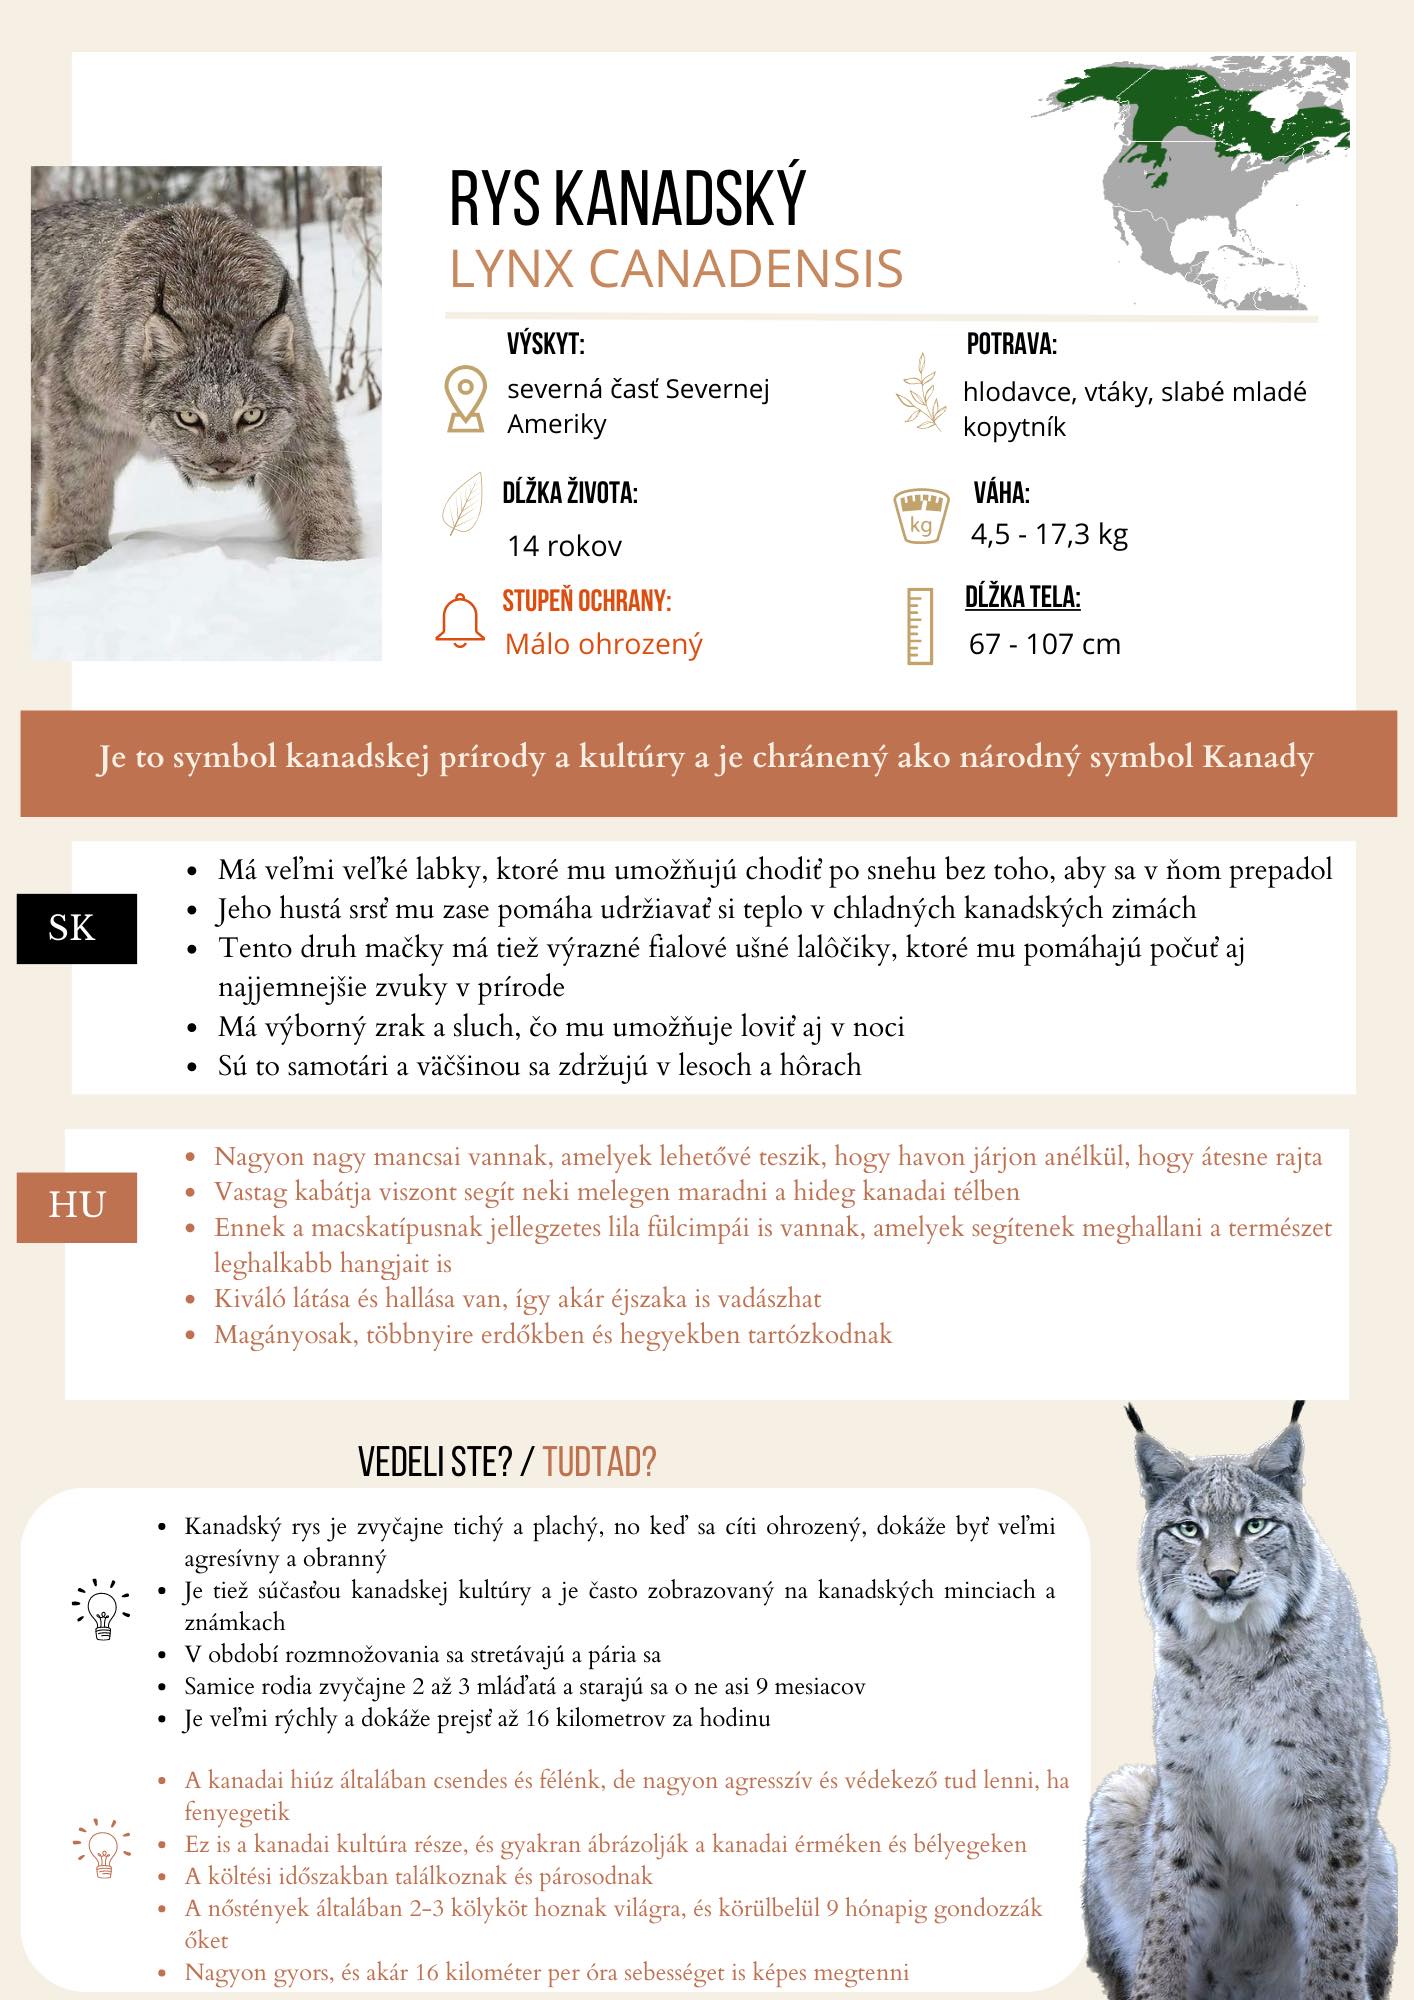 RYS KANADSKÝ
LYNX CANADENSIS
VÝSKYT:
severná časť Severnej
Ameriky
POTRAVA:
hlodavce, vtáky, slabé mladé
kopytník
DĹŽKA ŽIVOTA:
14 rokov
VÁHA:
kg
4,5 - 17,3 kg
STUPEŇ OCHRANY:
Málo ohrozený
DĹŽKA TELA:
67 - 107 cm
Je to symbol kanadskej prírody a kultúry a je chránený ako národný symbol Kanady
SK
• Má veľmi veľké labky, ktoré mu umožňujú chodiť po snehu bez toho, aby sa v ňom prepadol
• Jeho hustá srsť mu zase pomáha udržiavať si teplo v chladných kanadských zimách
• Tento druh mačky má tiež výrazné fialové ušné lalôčiky, ktoré mu pomáhajú počuť aj
najjemnejšie zvuky v prírode
• Má výborný zrak a sluch, čo mu umožňuje loviť aj v noci
• Sú to samotári a väčšinou sa zdržujú v lesoch a hôrach
HU
• Nagyon nagy mancsai vannak, amelyek lehetővé teszik, hogy havon járjon anélkül, hogy átesne rajta
• Vastag kabátja viszont segít neki melegen maradni a hideg kanadai télben
• Ennek a macskatípusnak jellegzetes lila fülcimpái is vannak, amelyek segítenek meghallani a természet
leghalkabb hangjait is
• Kiváló látása és hallása van, így akár éjszaka is vadászhat
• Magányosak, többnyire erdőkben és hegyekben tartózkodnak
VEDELI STE? / TUDTAD?
• Kanadský rys je zvyčajne tichý a plachý, no keď sa cíti ohrozený, dokáže byť veľmi
agresívny a obranný
• Je tiež súčasťou kanadskej kultúry a je často zobrazovaný na kanadských minciach a
známkach
• V období rozmnožovania sa stretávajú a pária sa
• Samice rodia zvyčajne 2 až 3 mláďatá a starajú sa o ne asi 9 mesiacov
• Je veľmi rýchly a dokáže prejsť až 16 kilometrov za hodinu
• A kanadai hiúz általában csendes és félénk, de nagyon agresszív és védekező tud lenni, ha
fenyegetik
• Ez is a kanadai kultúra része, és gyakran ábrázolják a kanadai érméken és bélyegeken
• A költési időszakban találkoznak és párosodnak
• A nőstények általában 2-3 kölyköt hoznak világra, és körülbelül 9 hónapig gondozzák
őket
• Nagyon gyors, és akár 16 kilométer per óra sebességet is képes megtenni